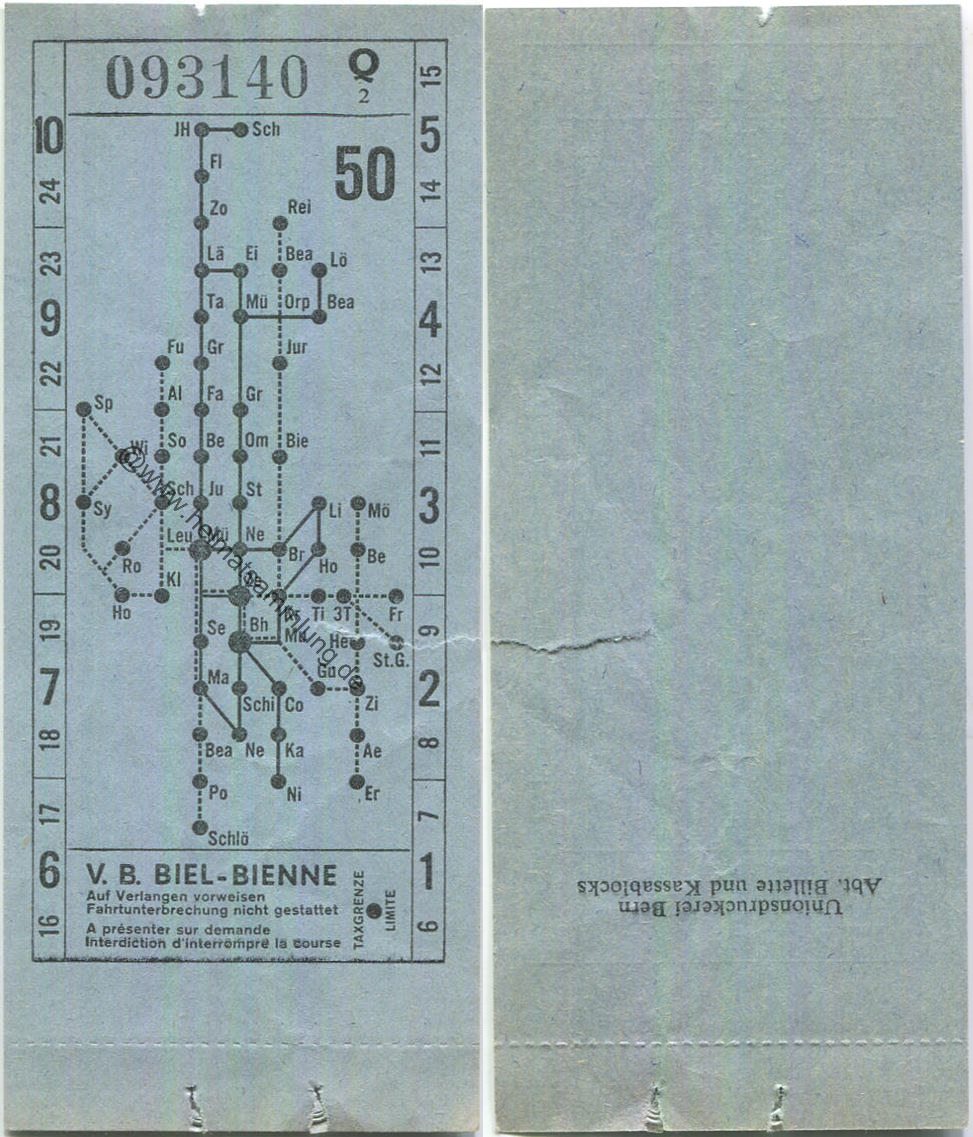 093140 Q 15
2
10 JH Sch 5
Fl 50
24 14
Zo Rei
Lä Ei Bea Lö
23 13
Ta Mü Orp Bea
9 4
Fu Gr Jur
22 12
Al Fa Gr
Sp
So Be Om Bie
21 Wi 11
Sch Ju St
8 Sy Li Mö 3
Leu Mü Ne Br
20 Ro Kl Ho Be 10
Ho Ti 3T Fr
19 Se Bh Mü He 9
St.G.
Ma Gu
7 Schi Co Zi 2
18 Bea Ne Ka Ae 8
Po Ni Er
17 7
Schlö
6 V. B. BIEL-BIENNE 1
Auf Verlangen vorweisen
Fahrtunterbrechung nicht gestattet
A présenter sur demande
Interdiction d'interrompre la course
TAXGRENZE
LIMITE
16 6
@www.heimatsammlung.de
Unionsdruckerei Bern
Abt. Billette und Kassablocks